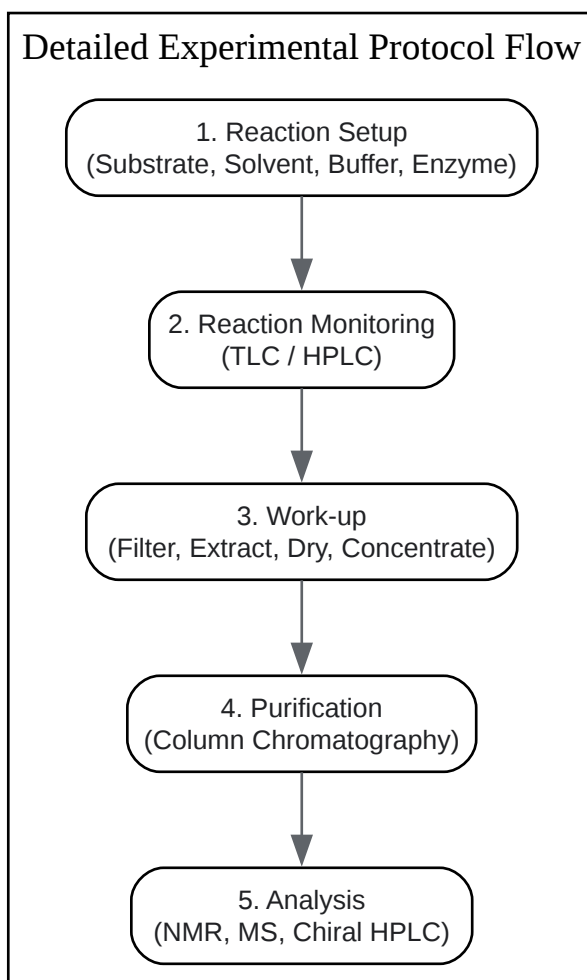 Detailed Experimental Protocol Flow
1. Reaction Setup
(Substrate, Solvent, Buffer, Enzyme)
2. Reaction Monitoring
(TLC / HPLC)
3. Work-up
(Filter, Extract, Dry, Concentrate)
4. Purification
(Column Chromatography)
5. Analysis
(NMR, MS, Chiral HPLC)